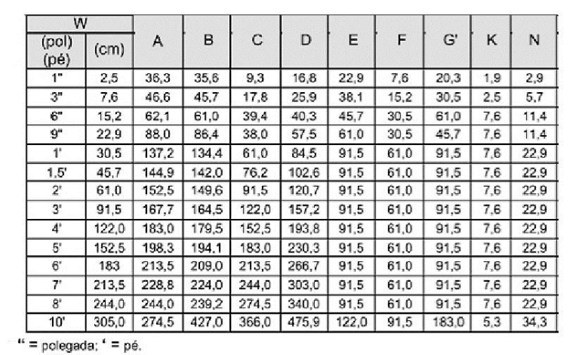 W A B C D E F G' K N
(pol) (pé) (cm)
1" 2,5 36,3 35,6 9,3 16,8 22,9 7,6 20,3 1,9 2,9
3" 7,6 46,6 45,7 17,8 25,9 38,1 15,2 30,5 2,5 5,7
6" 15,2 62,1 61,0 39,4 40,3 45,7 30,5 61,0 7,6 11,4
9" 22,9 88,0 86,4 38,0 57,5 61,0 30,5 45,7 7,6 11,4
1' 30,5 137,2 134,4 61,0 84,5 91,5 61,0 91,5 7,6 22,9
1,5' 45,7 144,9 142,0 76,2 102,6 91,5 61,0 91,5 7,6 22,9
2' 61,0 152,5 149,6 91,5 120,7 91,5 61,0 91,5 7,6 22,9
3' 91,5 167,7 164,5 122,0 157,2 91,5 61,0 91,5 7,6 22,9
4' 122,0 183,0 179,5 152,5 193,8 91,5 61,0 91,5 7,6 22,9
5' 152,5 198,3 194,1 183,0 230,3 91,5 61,0 91,5 7,6 22,9
6' 183 213,5 209,0 213,5 266,7 91,5 61,0 91,5 7,6 22,9
7' 213,5 228,8 224,0 244,0 303,0 91,5 61,0 91,5 7,6 22,9
8' 244,0 244,0 239,2 274,5 340,0 91,5 61,0 91,5 7,6 22,9
10' 305,0 274,5 427,0 366,0 475,9 122,0 91,5 183,0 5,3 34,3
“ = polegada; ‘ = pé.